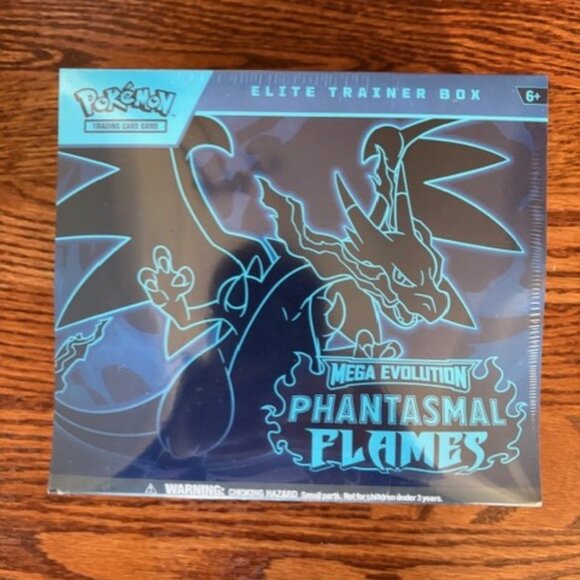 POKéMON
TRADING CARD GAME
ELITE TRAINER BOX
6+
MEGA EVOLUTION
PHANTASMAL
FLAMES
WARNING: CHOKING HAZARD. Small parts. Not for children under 3 years.